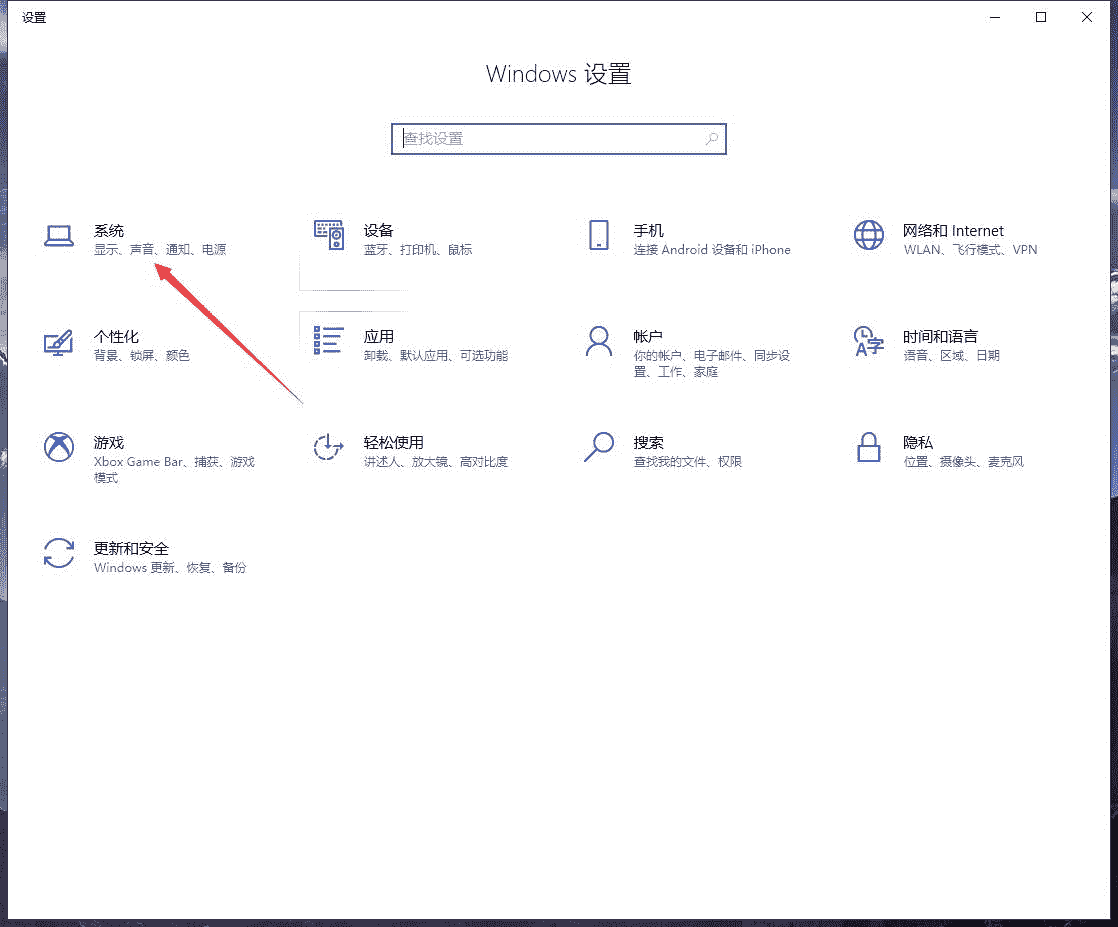 设置
Windows 设置
查找设置
系统
显示、声音、通知、电源
设备
蓝牙、打印机、鼠标
手机
连接 Android 设备和 iPhone
网络和 Internet
WLAN、飞行模式、VPN
个性化
背景、锁屏、颜色
应用
卸载、默认应用、可选功能
帐户
你的帐户、电子邮件、同步设
置、工作、家庭
时间和语言
语音、区域、日期
游戏
Xbox Game Bar、捕获、游戏
模式
轻松使用
讲述人、放大镜、高对比度
搜索
查找我的文件、权限
隐私
位置、摄像头、麦克风
更新和安全
Windows 更新、恢复、备份